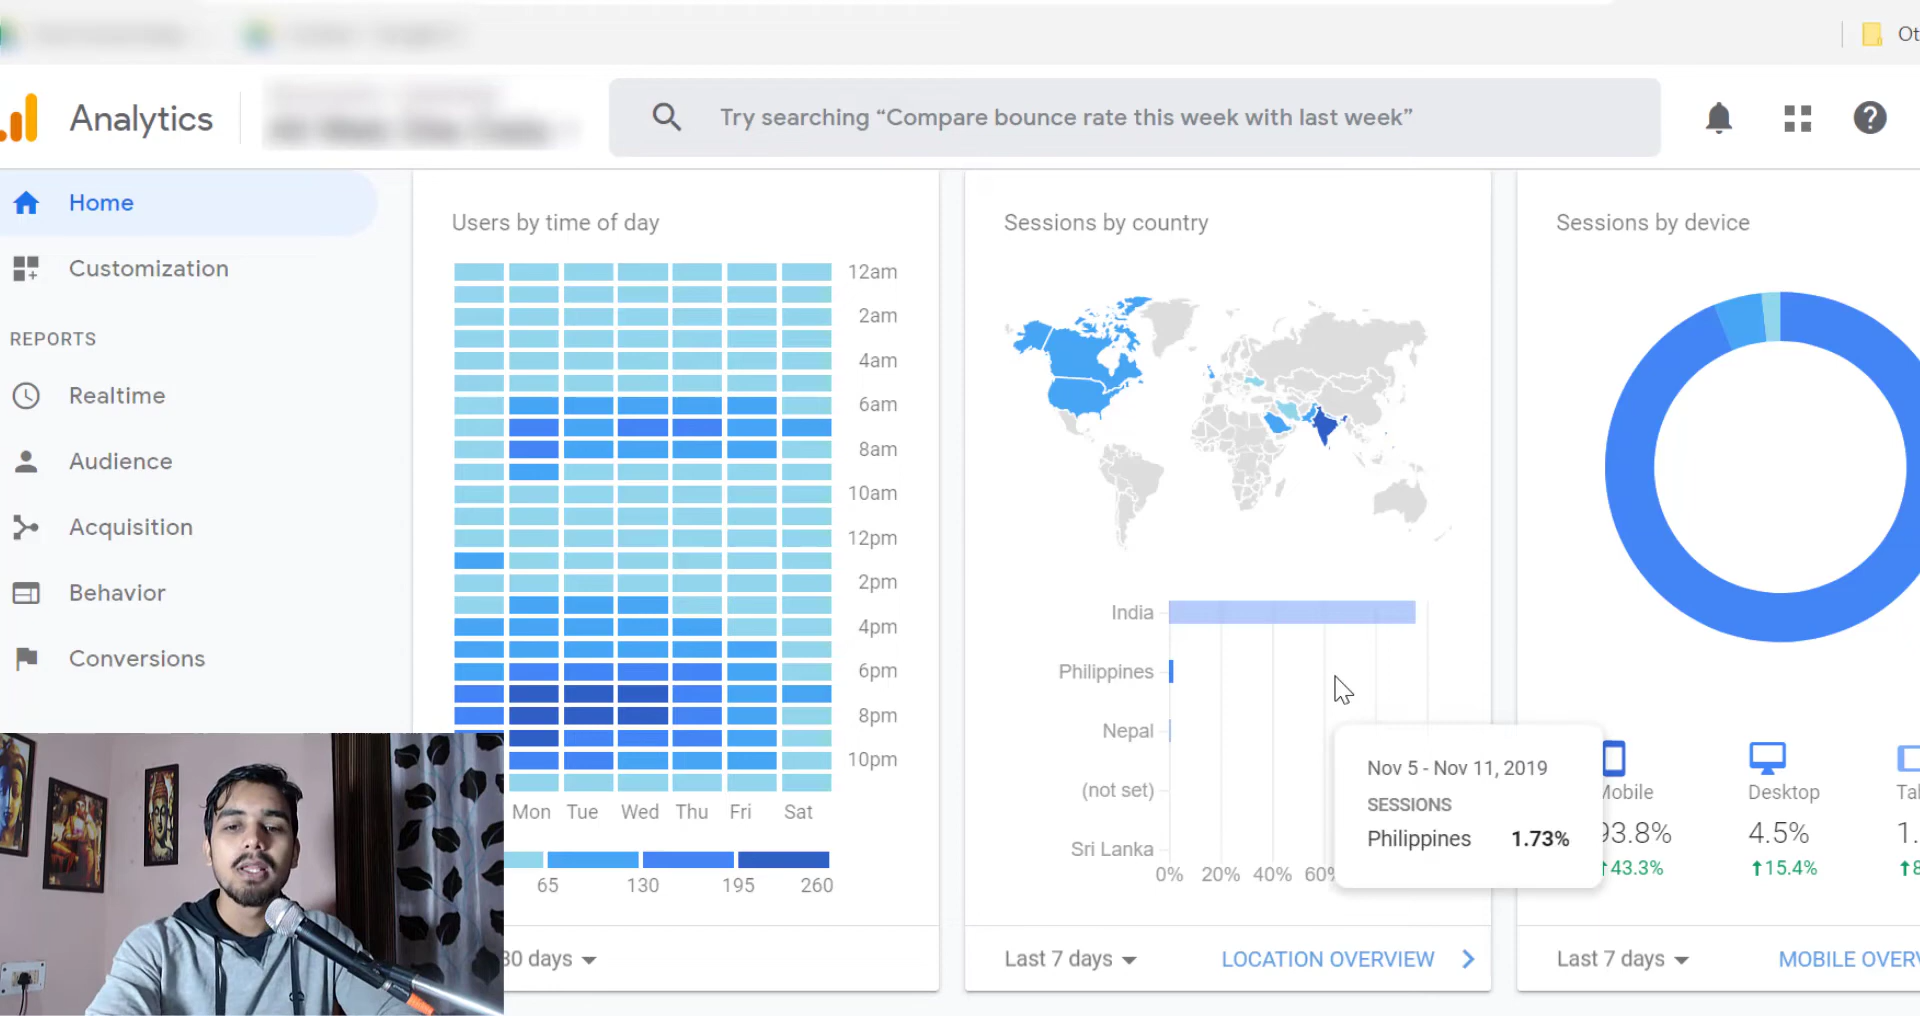 Ot
Analytics
Try searching “Compare bounce rate this week with last week”
Home
Customization
REPORTS
Realtime
Audience
Acquisition
Behavior
Conversions
Users by time of day
12am
2am
4am
6am
8am
10am
12pm
2pm
4pm
6pm
8pm
10pm
Mon Tue Wed Thu Fri Sat
65 130 195 260
30 days
Sessions by country
India
Philippines
Nepal
(not set)
Sri Lanka
0% 20% 40% 60%
Nov 5 - Nov 11, 2019
SESSIONS
Philippines 1.73%
Last 7 days
LOCATION OVERVIEW
Sessions by device
Mobile Desktop Tal
93.8% 4.5% 1.
43.3% 15.4% 8
Last 7 days
MOBILE OVERV